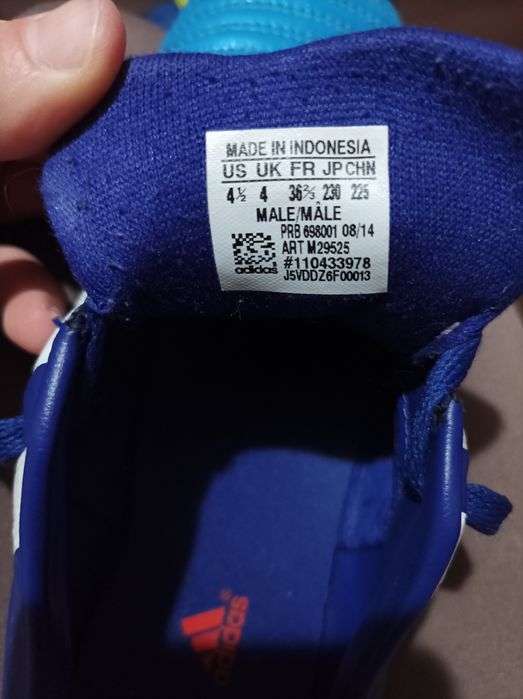 MADE IN INDONESIA
US UK FR JP CHN
4½ 4 36⅔ 230 225
MALE/MÂLE
PRB 698001 08/14
ART M29525
#110433978
adidas
J5VDDZ6F00013
adidas